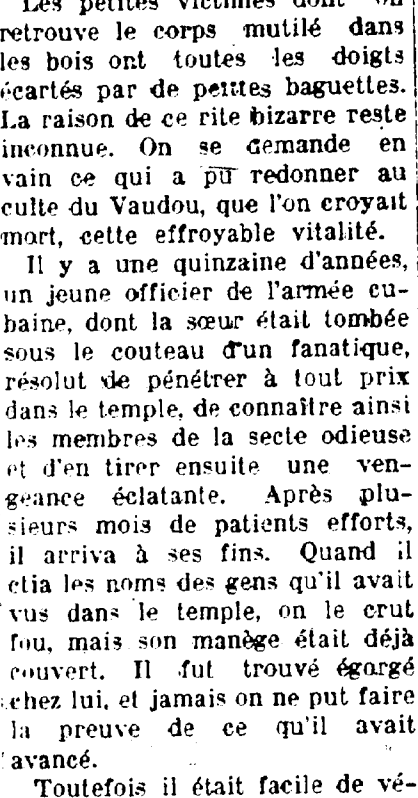 Les petites victimes dont on
retrouve le corps mutilé dans
les bois ont toutes les doigts
écartés par de petites baguettes.
La raison de ce rite bizarre reste
inconnue. On se demande en
vain ce qui a pu redonner au
culte du Vaudou, que l'on croyait
mort, cette effroyable vitalité.
Il y a une quinzaine d'années,
un jeune officier de l'armée cu-
baine, dont la sœur était tombée
sous le couteau d'un fanatique,
résolut de pénétrer à tout prix
dans le temple, de connaître ainsi
les membres de la secte odieuse
et d'en tirer ensuite une ven-
geance éclatante. Après plu-
sieurs mois de patients efforts,
il arriva à ses fins. Quand il
ctia les noms des gens qu'il avait
vus dans le temple, on le crut
fou, mais son manège était déjà
couvert. Il fut trouvé égorgé
chez lui, et jamais on ne put faire
la preuve de ce qu'il avait
avancé.
Toutefois il était facile de vé-